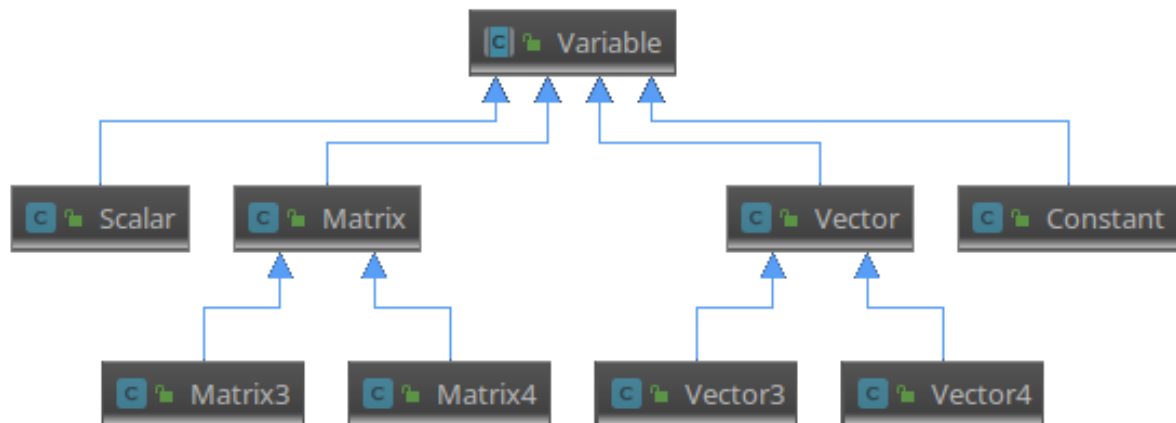 C Variable
C Scalar
C Matrix
C Vector
C Constant
C Matrix3
C Matrix4
C Vector3
C Vector4